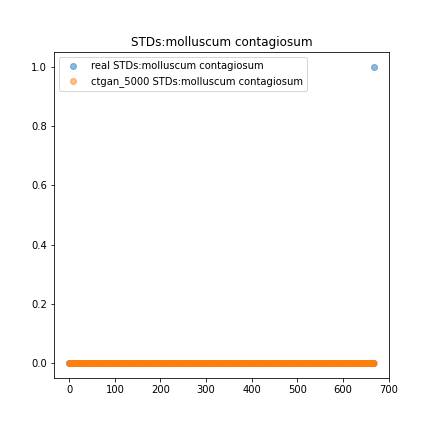 STDs:molluscum contagiosum
real STDs:molluscum contagiosum
ctgan_5000 STDs:molluscum contagiosum
1.0
0.8
0.6
0.4
0.2
0.0
0 100 200 300 400 500 600 700